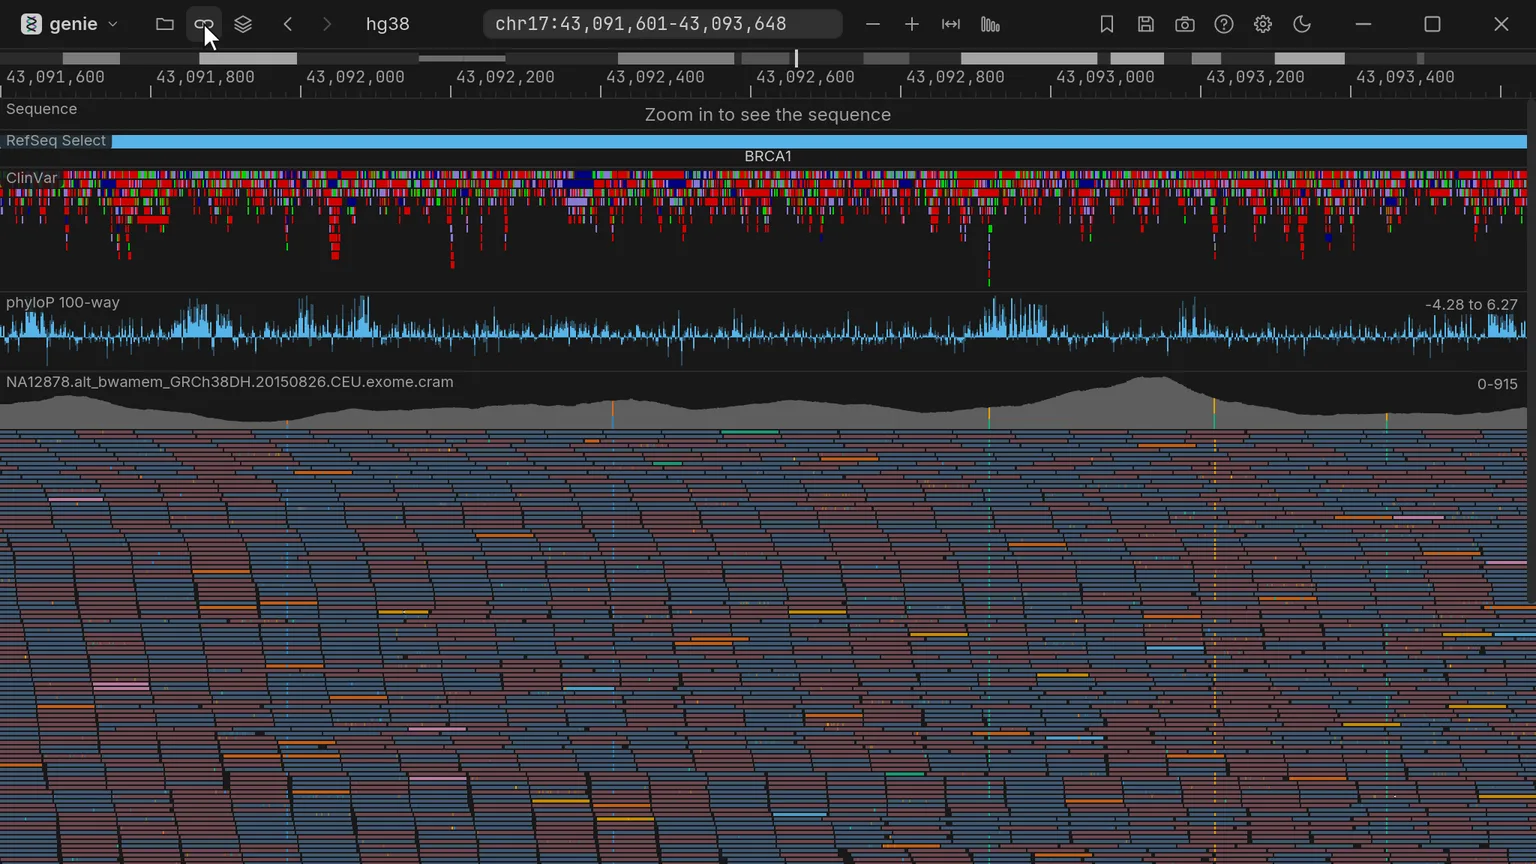 genie hg38 chr17:43,091,601-43,093,648
43,091,600 43,091,800 43,092,000 43,092,200 43,092,400 43,092,600 43,092,800 43,093,000 43,093,200 43,093,400
Sequence
Zoom in to see the sequence
RefSeq Select
BRCA1
ClinVar
phyloP 100-way -4.28 to 6.27
NA12878.alt_bwamem_GRCh38DH.20150826.CEU.exome.cram 0-915